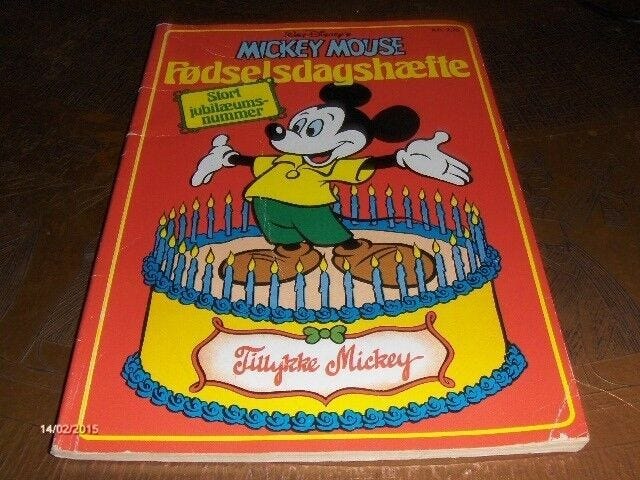 Walt Disney's
MICKEY MOUSE
Fødselsdagshæfte
Stort
jubilæums-
nummer
Tillykke Mickey
14/02/2015